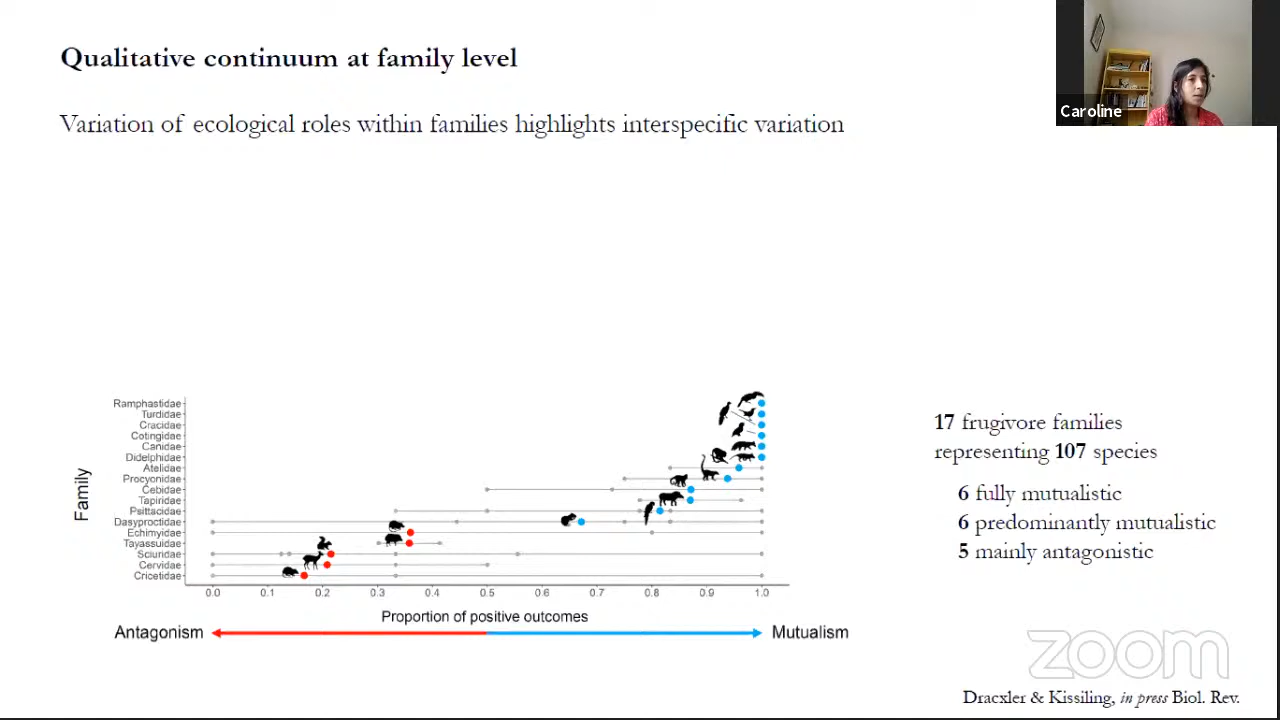 Qualitative continuum at family level
Caroline
Variation of ecological roles within families highlights interspecific variation
Family
Ramphastidae
Turdidae
Cracidae
Cotingidae
Canidae
Didelphidae
Atelidae
Procyonidae
Cebidae
Tapiridae
Psittacidae
Dasyproctidae
Echimyidae
Tayassuidae
Sciuridae
Cervidae
Cricetidae
0.0 0.1 0.2 0.3 0.4 0.5 0.6 0.7 0.8 0.9 1.0
Proportion of positive outcomes
Antagonism Mutualism
17 frugivore families
representing 107 species
6 fully mutualistic
6 predominantly mutualistic
5 mainly antagonistic
zoom
Dracxler & Kissiling, in press Biol. Rev.